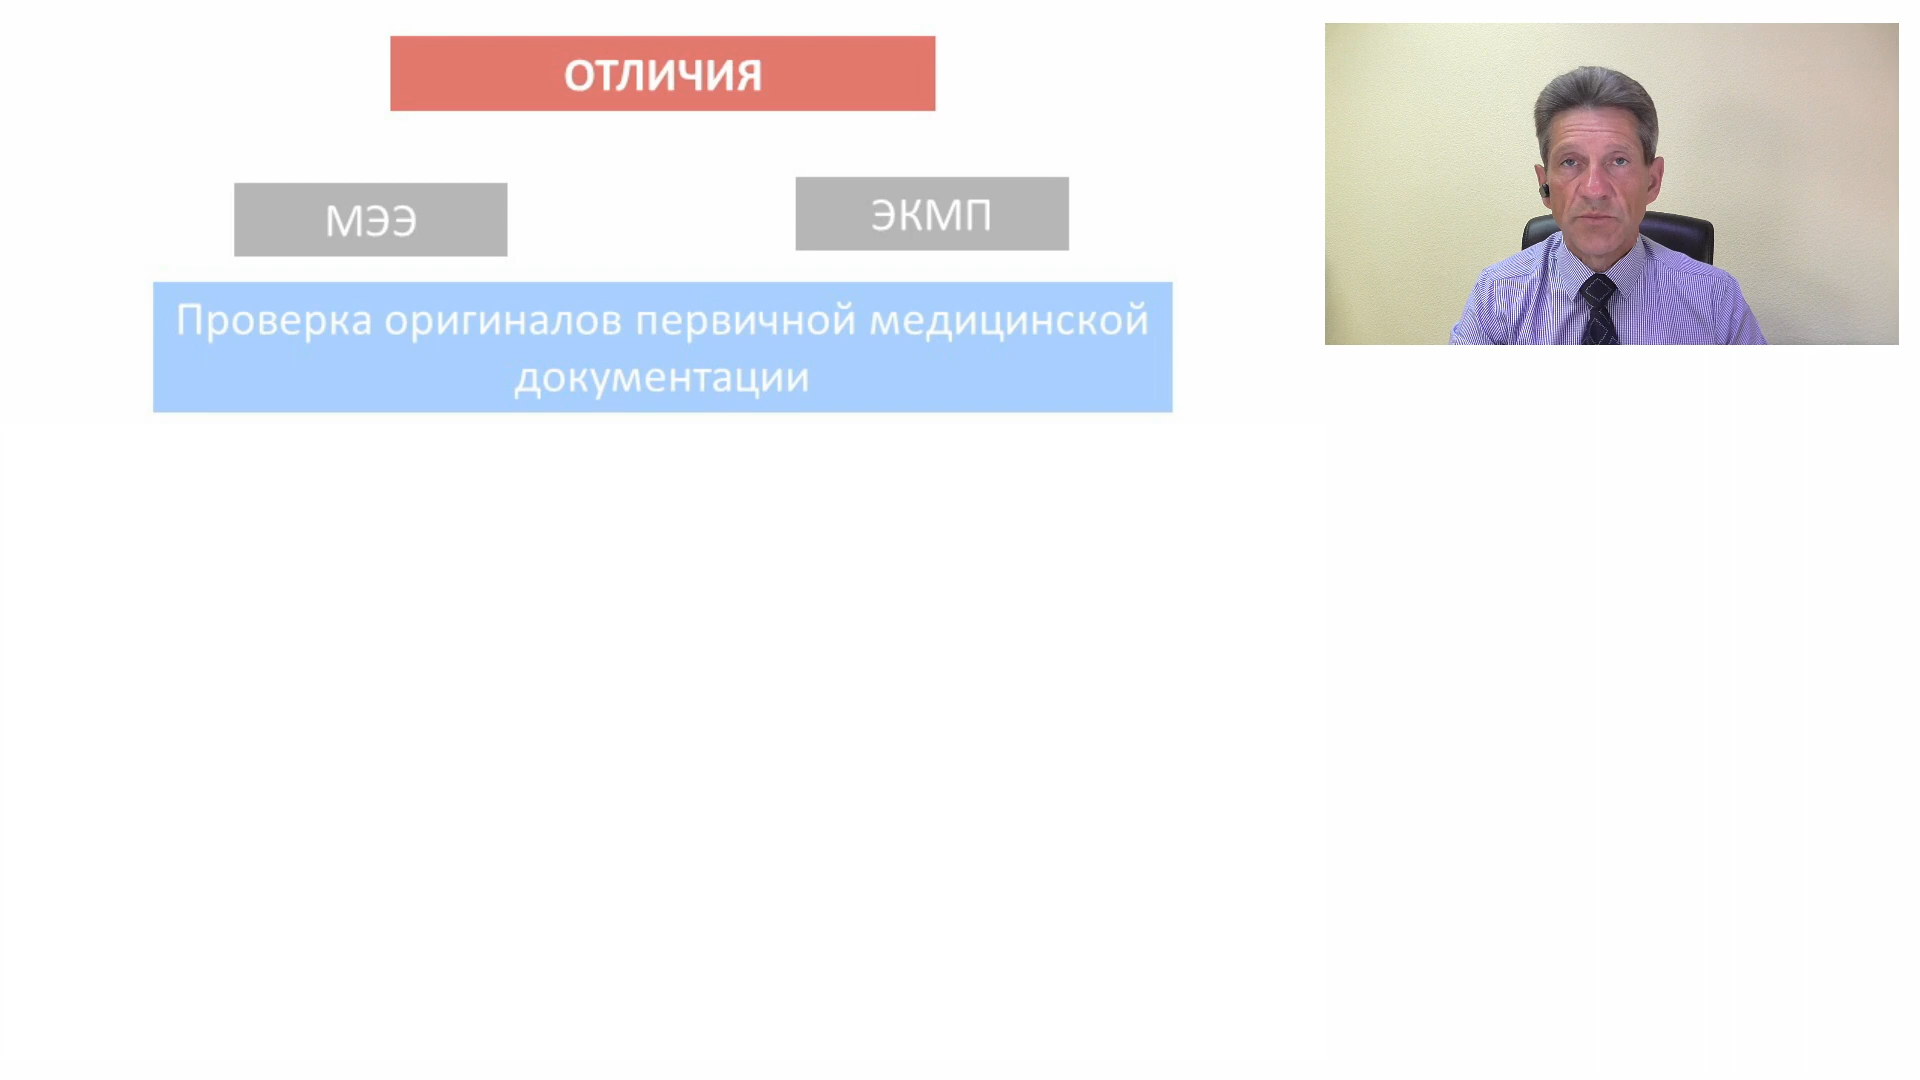 ОТЛИЧИЯ
МЭЭ
ЭКМП
Проверка оригиналов первичной медицинской
документации